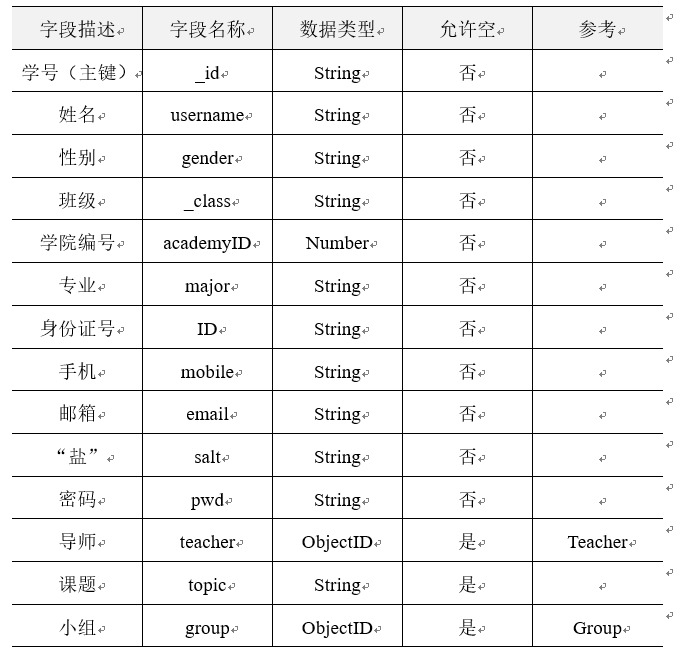 字段描述 字段名称 数据类型 允许空 参考
学号（主键） _id String 否
姓名 username String 否
性别 gender String 否
班级 _class String 否
学院编号 academyID Number 否
专业 major String 否
身份证号 ID String 否
手机 mobile String 否
邮箱 email String 否
“盐” salt String 否
密码 pwd String 否
导师 teacher ObjectID 是 Teacher
课题 topic String 是
小组 group ObjectID 是 Group